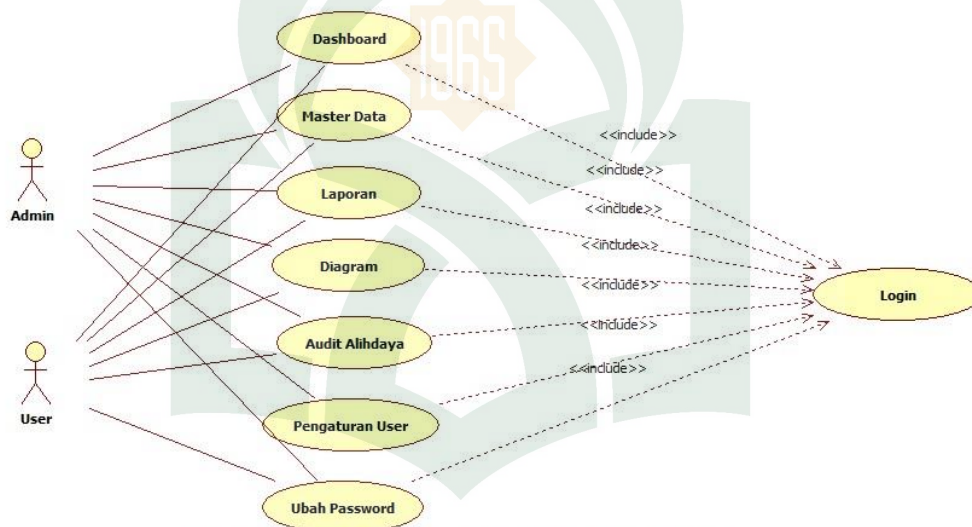 Dashboard
1965
Master Data
<<include>>
<<include>>
Laporan
<<include>>
Admin
<<include>>
Diagram
<<include>>
Login
<<include>>
Audit Alihdaya
<<include>>
User
Pengaturan User
Ubah Password